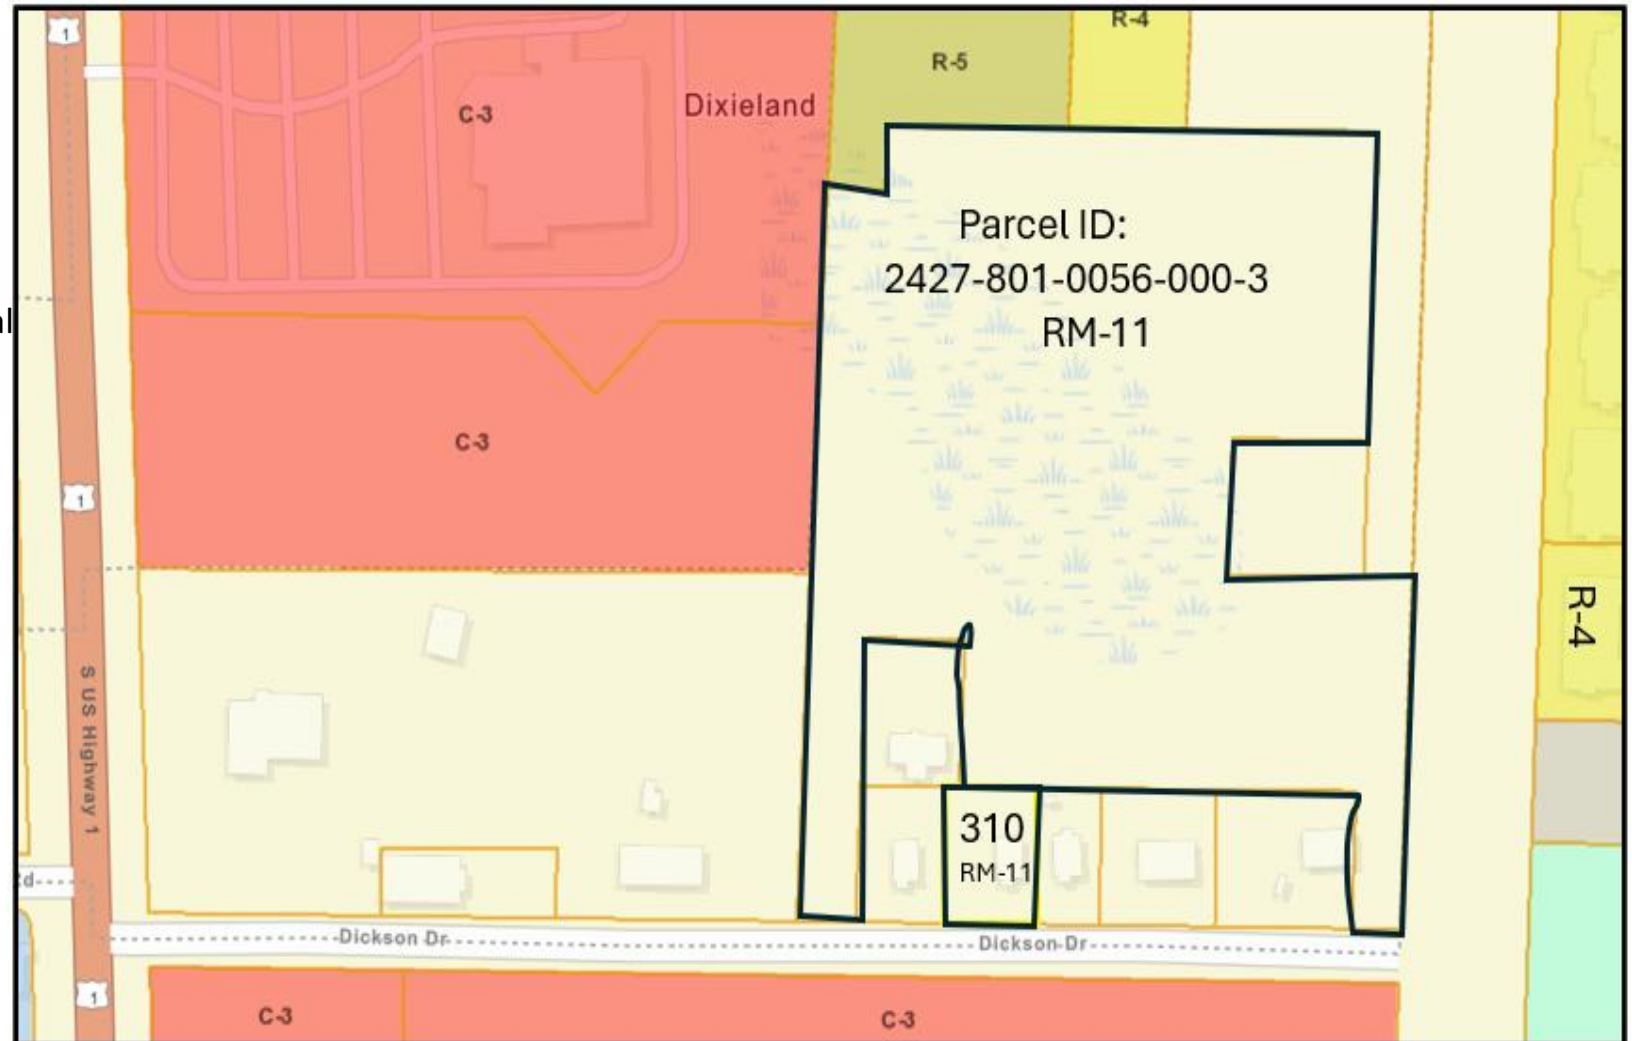 1
R-4
R-5
C-3
Dixieland
Parcel ID:
2427-801-0056-000-3
RM-11
al
C-3
1
R-4
S US Highway 1
310
RM-11
Rd
Dickson Dr
Dickson Dr
1
C-3
C-3